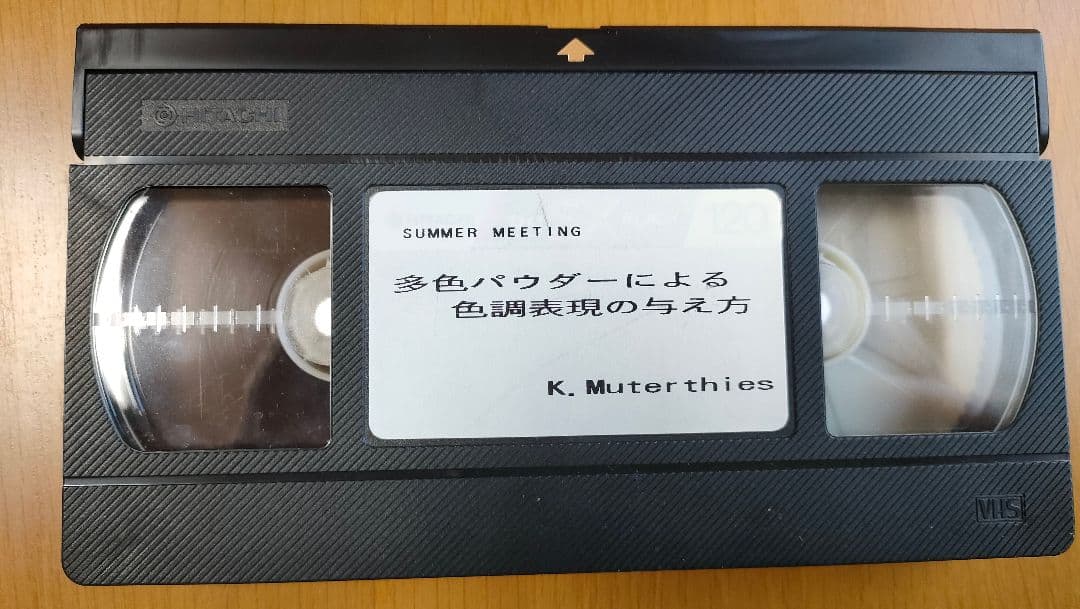 HITACHI
120
SUMMER MEETING
多色パウダーによる
色調表現の与え方
K. Muterthies
VHS